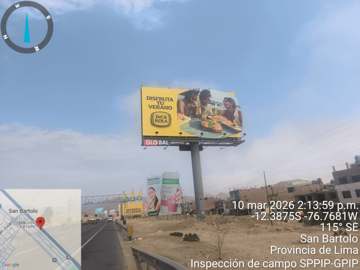 DISFRUTA
TU
VERANO
INCA
KOLA
GLOBAL
San Bartolo
10 mar 2026 2:13:59 p.m.
-12.3875S -76.7681W
115° SE
San Bartolo
Provincia de Lima
Inspección de campo SPPIP-GPIP